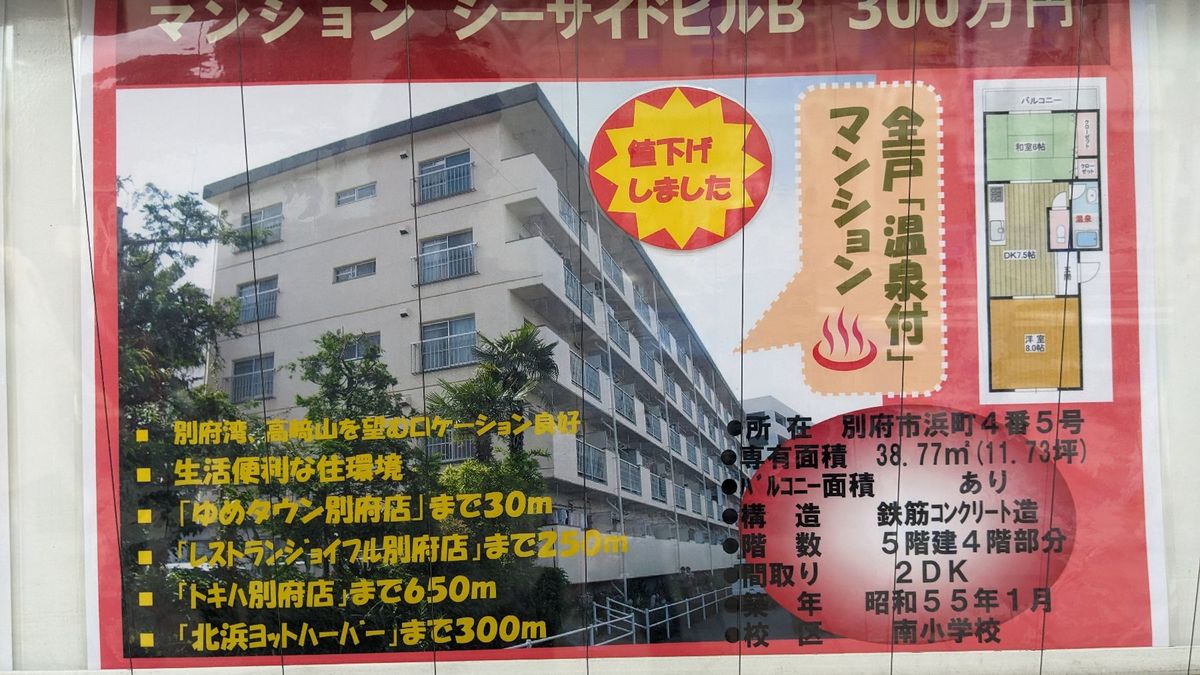 マンション シーサイドビルB 300万円
値下げ
しました
全戸「温泉付」
マンション
バルコニー
和室6帖
クローゼット
クローゼット
温泉
DK7.5帖
玄関
洋室
8.0帖
■ 別府湾、高崎山を望むロケーション良好
■ 生活便利な住環境
■ 「ゆめタウン別府店」まで30m
■ 「レストランジョイフル別府店」まで250m
■ 「トキハ別府店」まで650m
■ 「北浜ヨットハーバー」まで300m
●所 在 別府市浜町4番5号
●専有面積 38.77㎡(11.73坪)
●バルコニー面積 あり
●構 造 鉄筋コンクリート造
●階 数 5階建4階部分
●間取り 2DK
●築 年 昭和55年1月
●校 区 南小学校